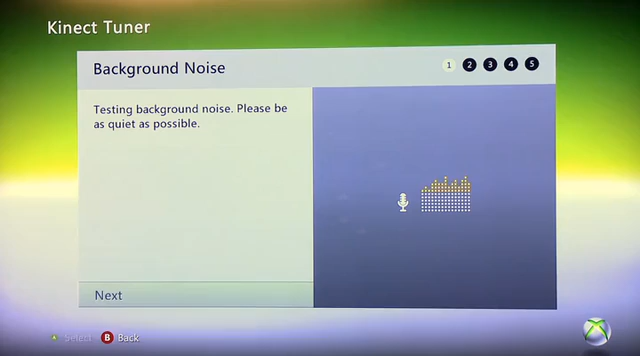 Kinect Tuner
Background Noise
1 2 3 4 5
Testing background noise. Please be
as quiet as possible.
Next
Select B Back